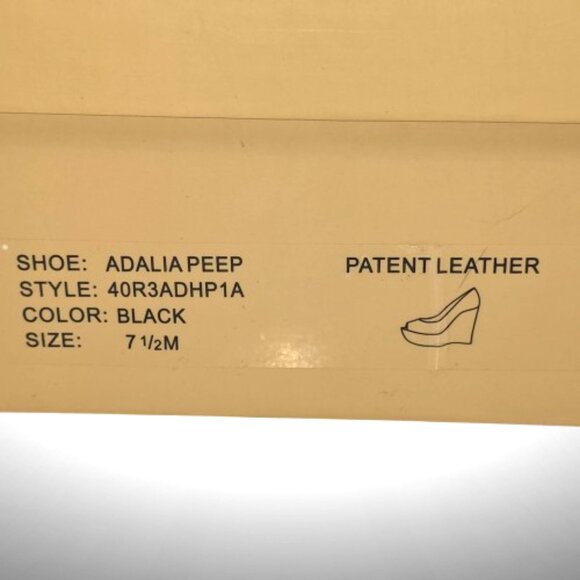 SHOE: ADALIA PEEP
STYLE: 40R3ADHP1A
COLOR: BLACK
SIZE: 7 1/2M
PATENT LEATHER